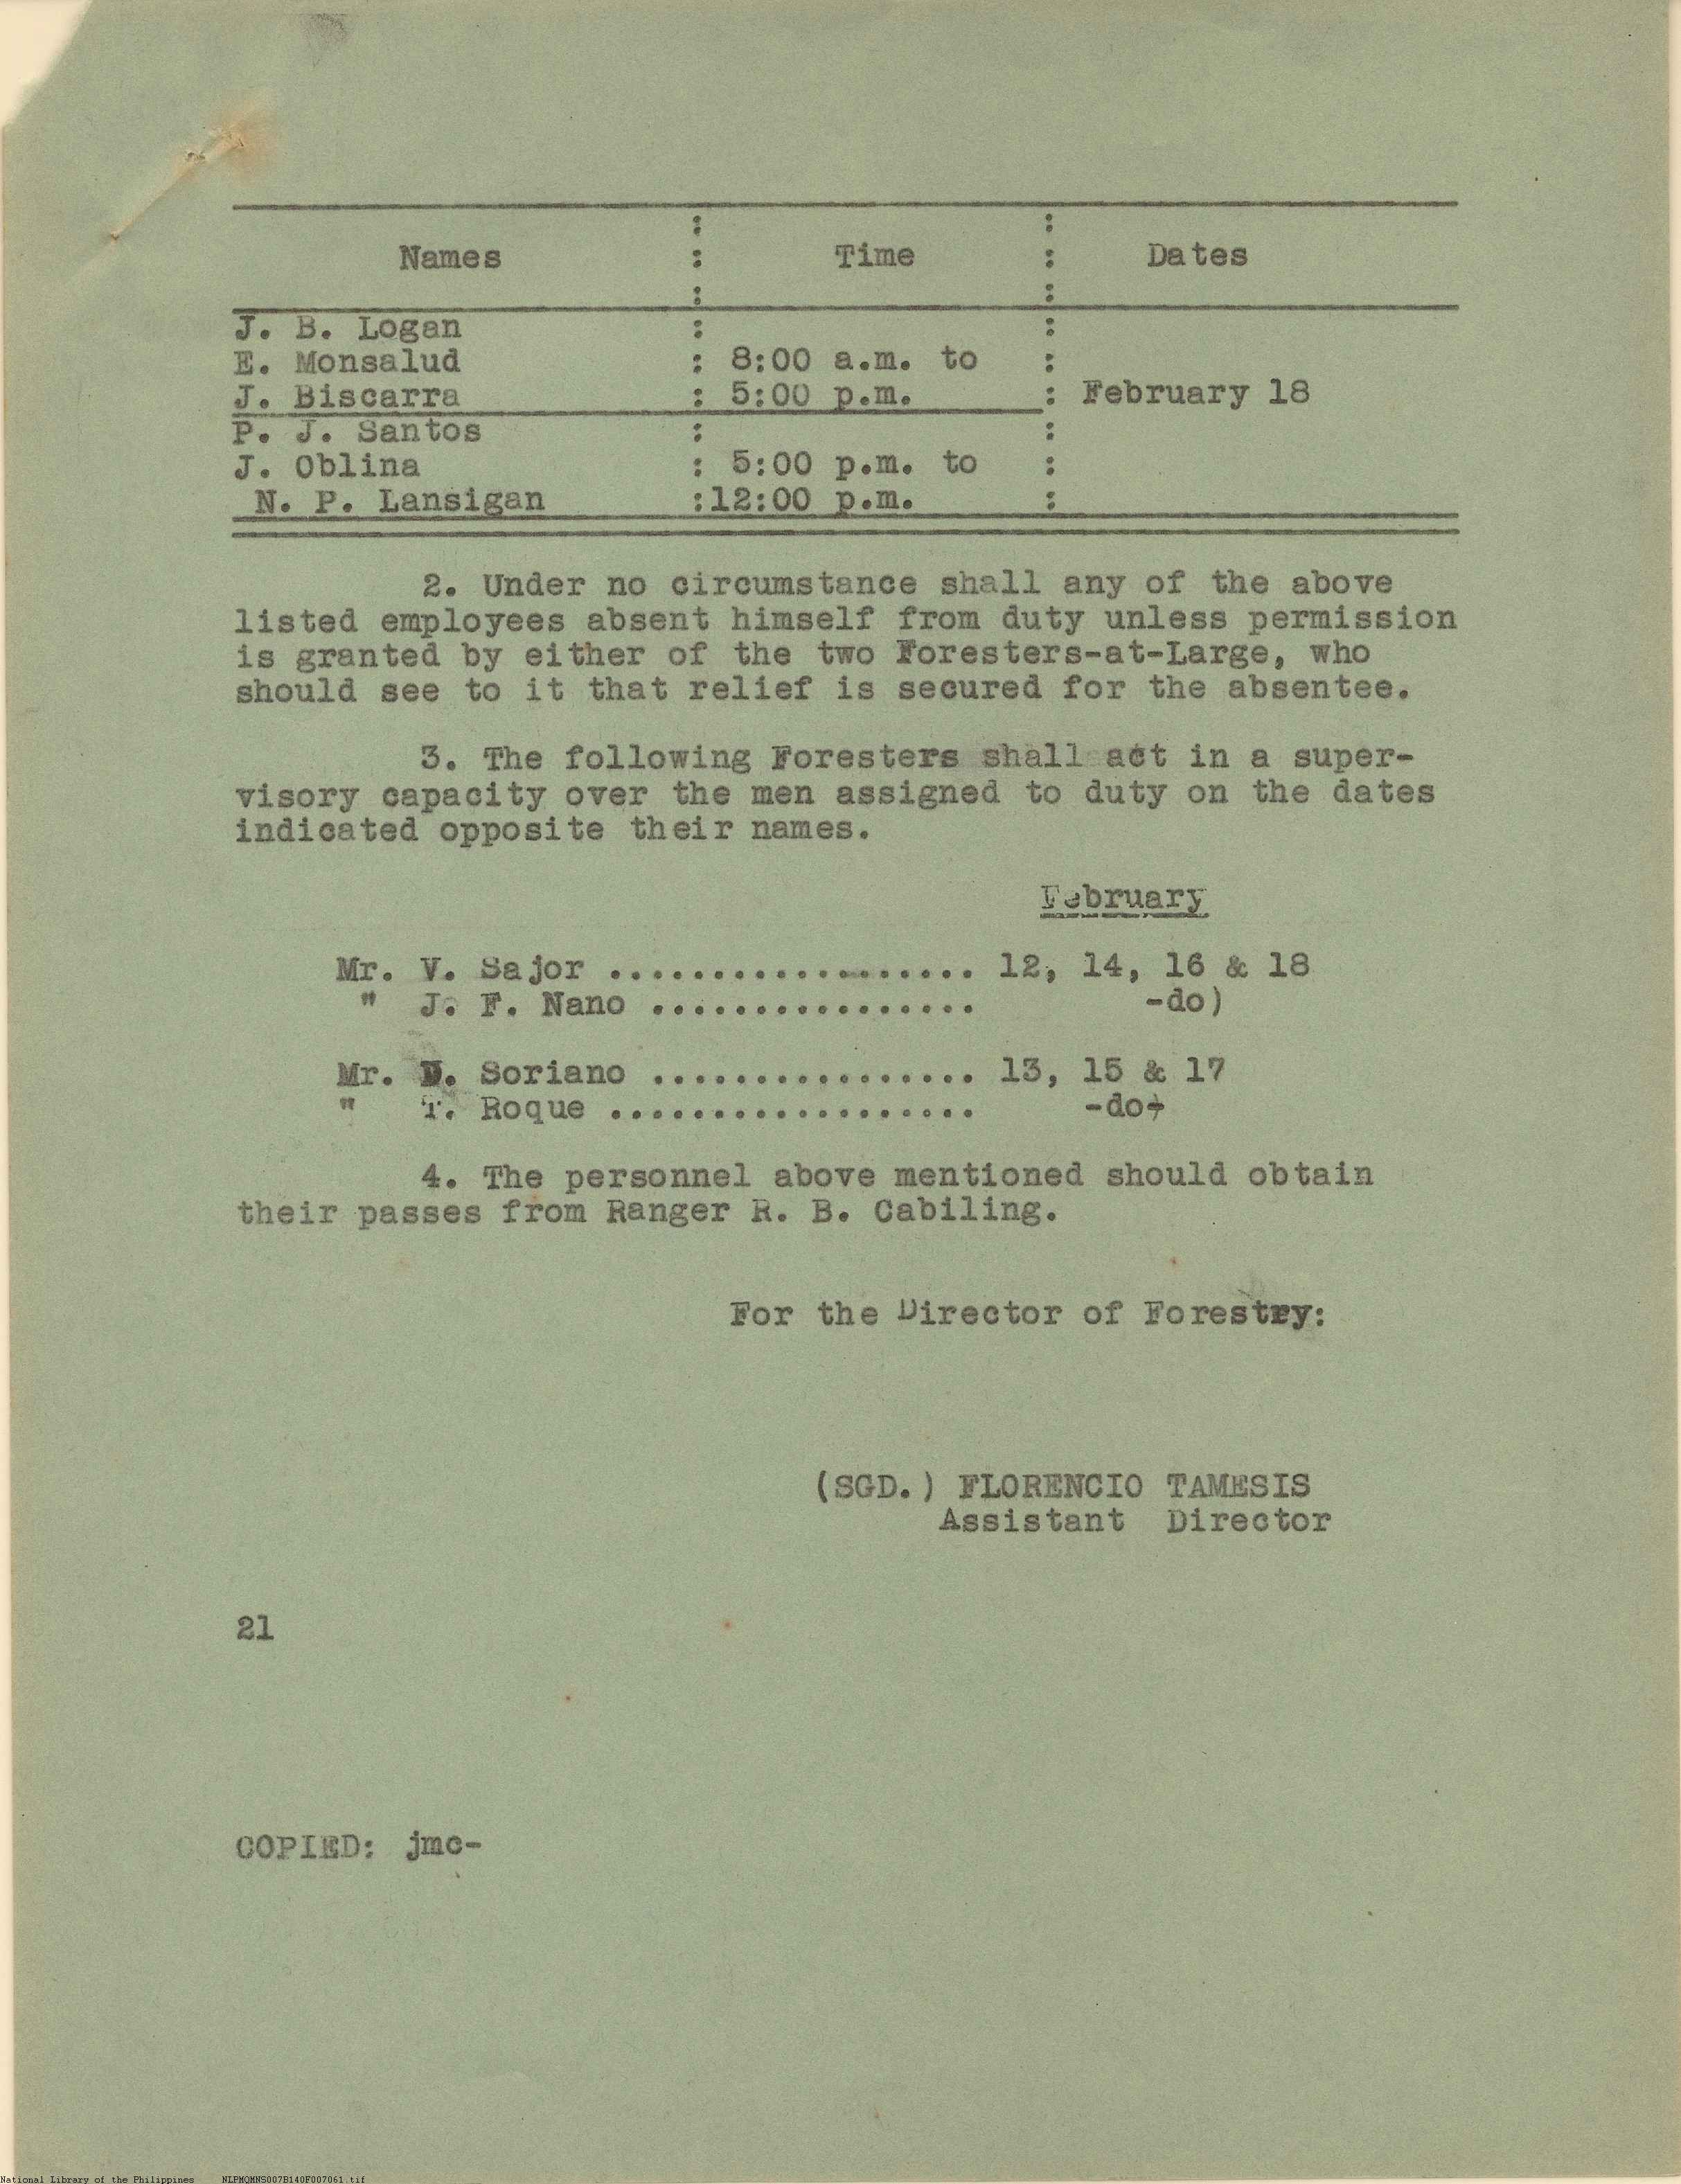 Names : Time : Dates
J. B. Logan : :
E. Monsalud : 8:00 a.m. to :
J. Biscarra : 5:00 p.m. : February 18
P. J. Santos : :
J. Oblina : 5:00 p.m. to :
N. P. Lansigan :12:00 p.m. :
2. Under no circumstance shall any of the above
listed employees absent himself from duty unless permission
is granted by either of the two Foresters-at-Large, who
should see to it that relief is secured for the absentee.
3. The following Foresters shall act in a super-
visory capacity over the men assigned to duty on the dates
indicated opposite their names.
February
Mr. V. Sajor .................. 12, 14, 16 & 18
" J. F. Nano ................ -do)
Mr. Soriano ................ 13, 15 & 17
" T. Roque .................. -do-
4. The personnel above mentioned should obtain
their passes from Ranger R. B. Cabiling.
For the Director of Forestry:
(SGD.) FLORENCIO TAMESIS
Assistant Director
21
COPIED: jmc-
National Library of the Philippines NLPMQMNS007B140F007061.tif